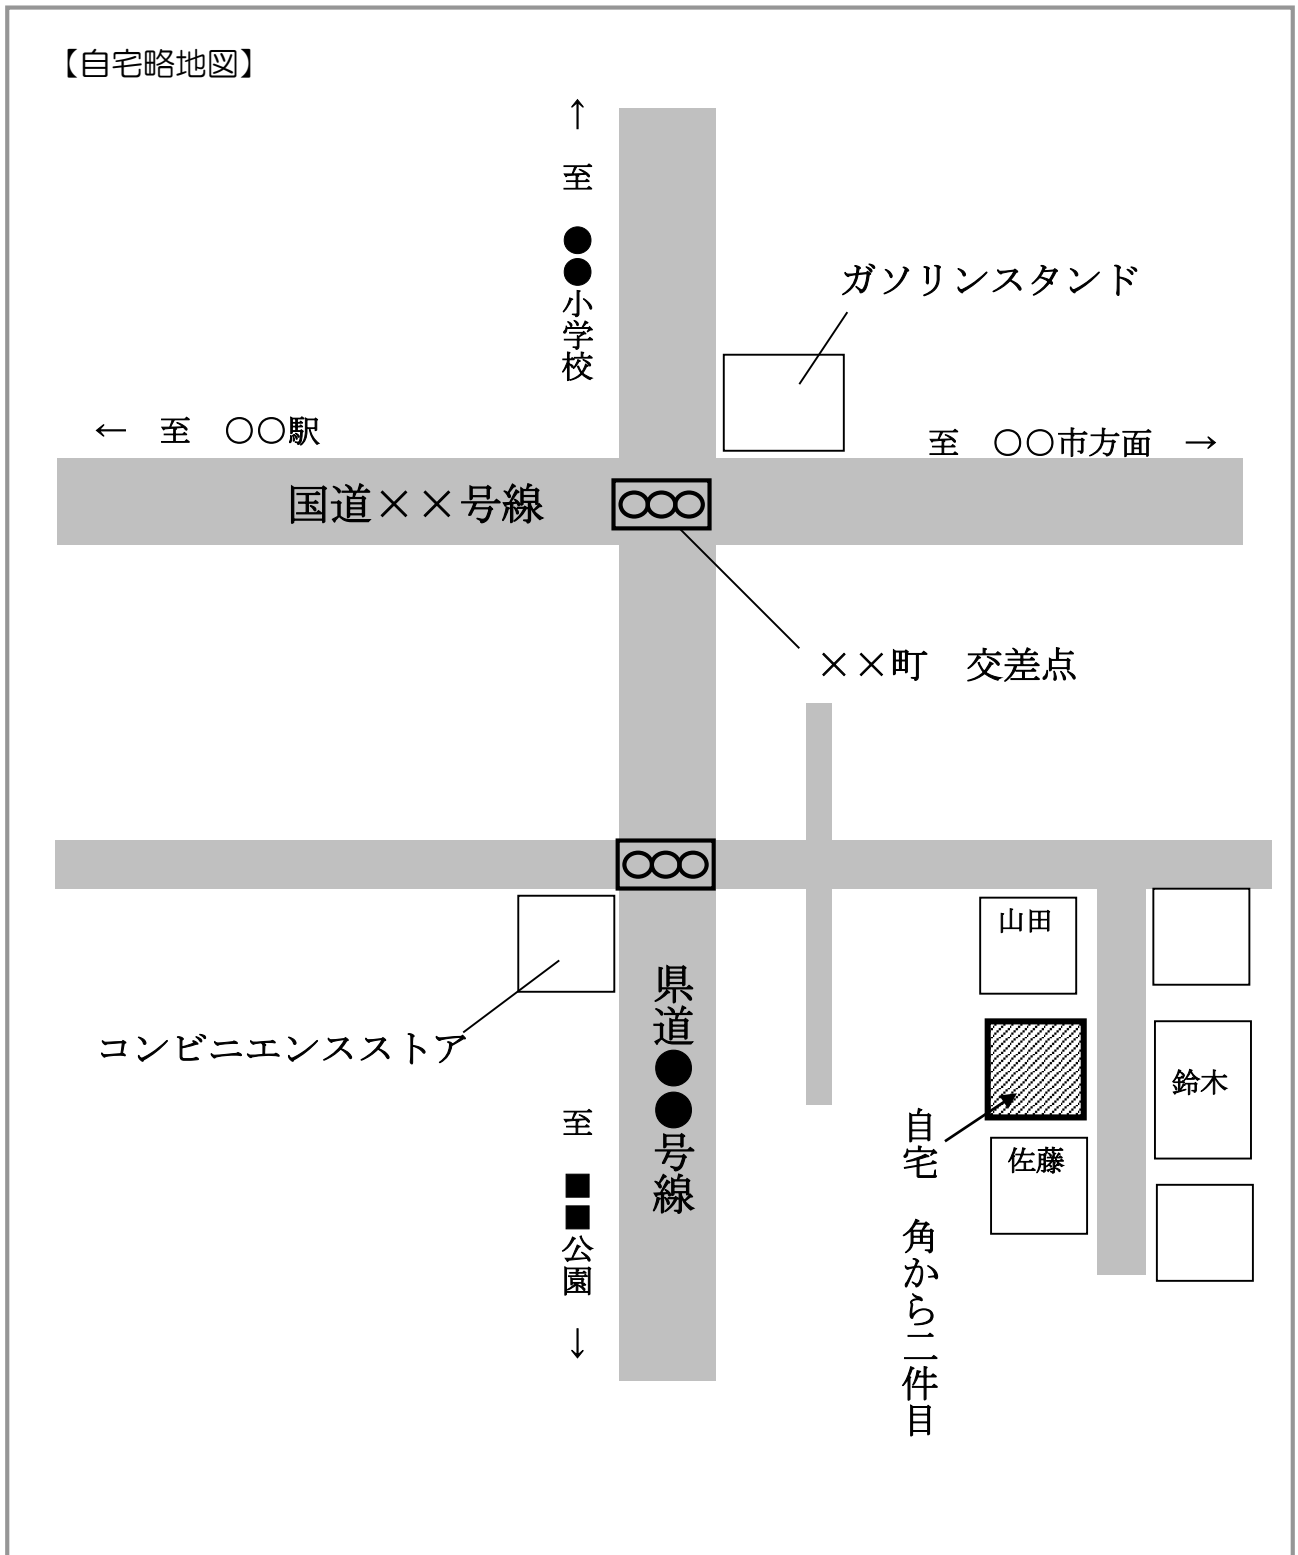 【自宅略地図】
↑　至　●●小学校
ガソリンスタンド
←　至　〇〇駅
至　〇〇市方面　→
国道××号線
××町　交差点
山田
コンビニエンスストア
県道●●号線
鈴木
自宅　角から二件目
佐藤
至　■■公園　↓